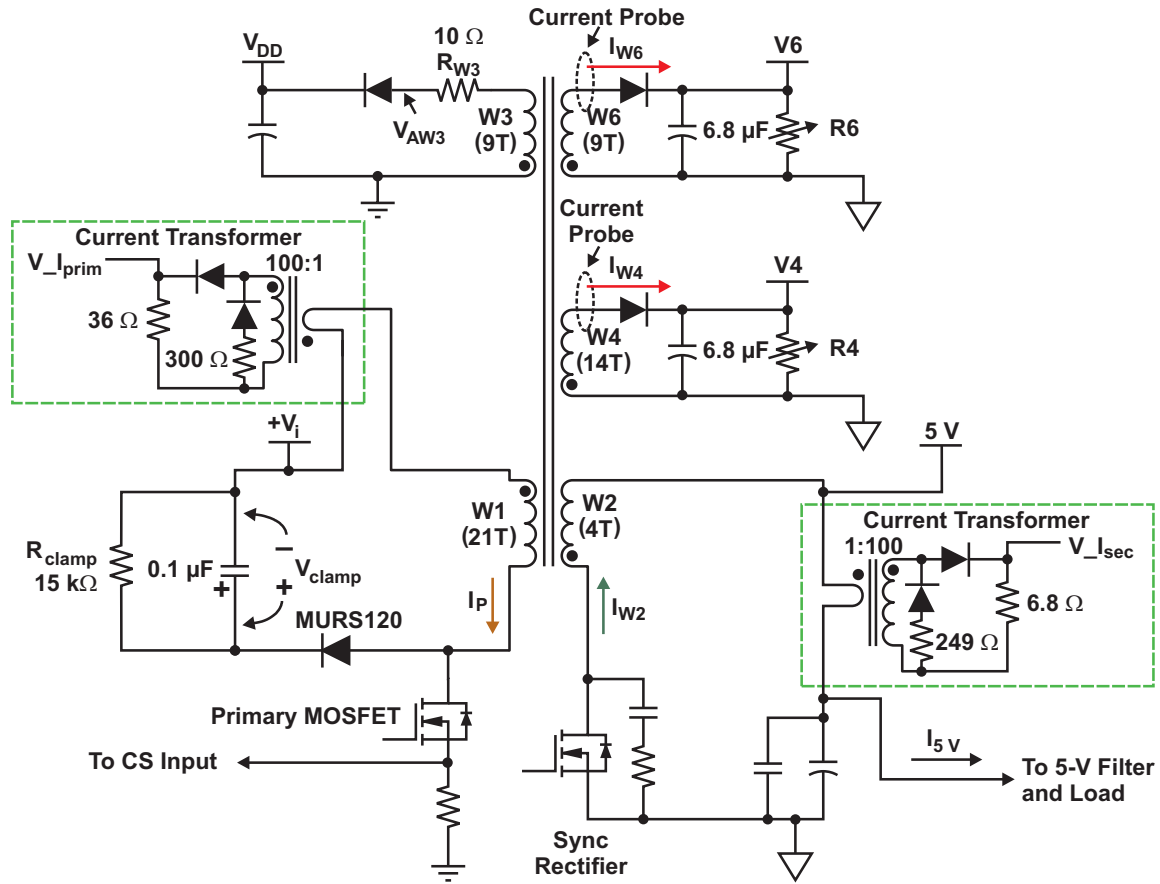 Current Probe
V_DD
10 Ω
R_W3
I_W6
V6
W3
(9T)
W6
(9T)
6.8 µF
R6
V_AW3
Current
Probe
Current Transformer
V_I_prim
100:1
36 Ω
300 Ω
I_W4
V4
W4
(14T)
6.8 µF
R4
+V_i
5 V
W1
(21T)
W2
(4T)
Current Transformer
1:100
V_I_sec
6.8 Ω
249 Ω
R_clamp
15 kΩ
0.1 µF
−
V_clamp
+
+
MURS120
I_P
I_W2
Primary MOSFET
To CS Input
I_5 V
To 5-V Filter
and Load
Sync
Rectifier